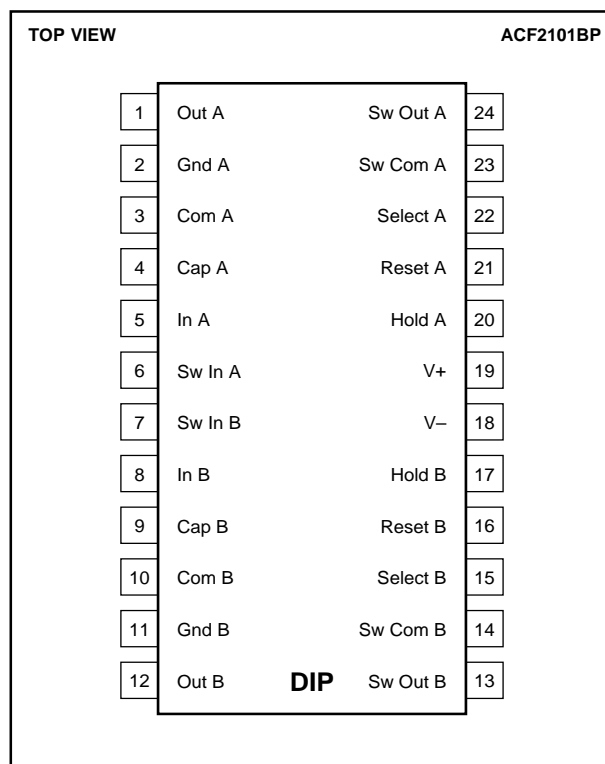 TOP VIEW ACF2101BP
1 Out A Sw Out A 24
2 Gnd A Sw Com A 23
3 Com A Select A 22
4 Cap A Reset A 21
5 In A Hold A 20
6 Sw In A V+ 19
7 Sw In B V– 18
8 In B Hold B 17
9 Cap B Reset B 16
10 Com B Select B 15
11 Gnd B Sw Com B 14
12 Out B DIP Sw Out B 13